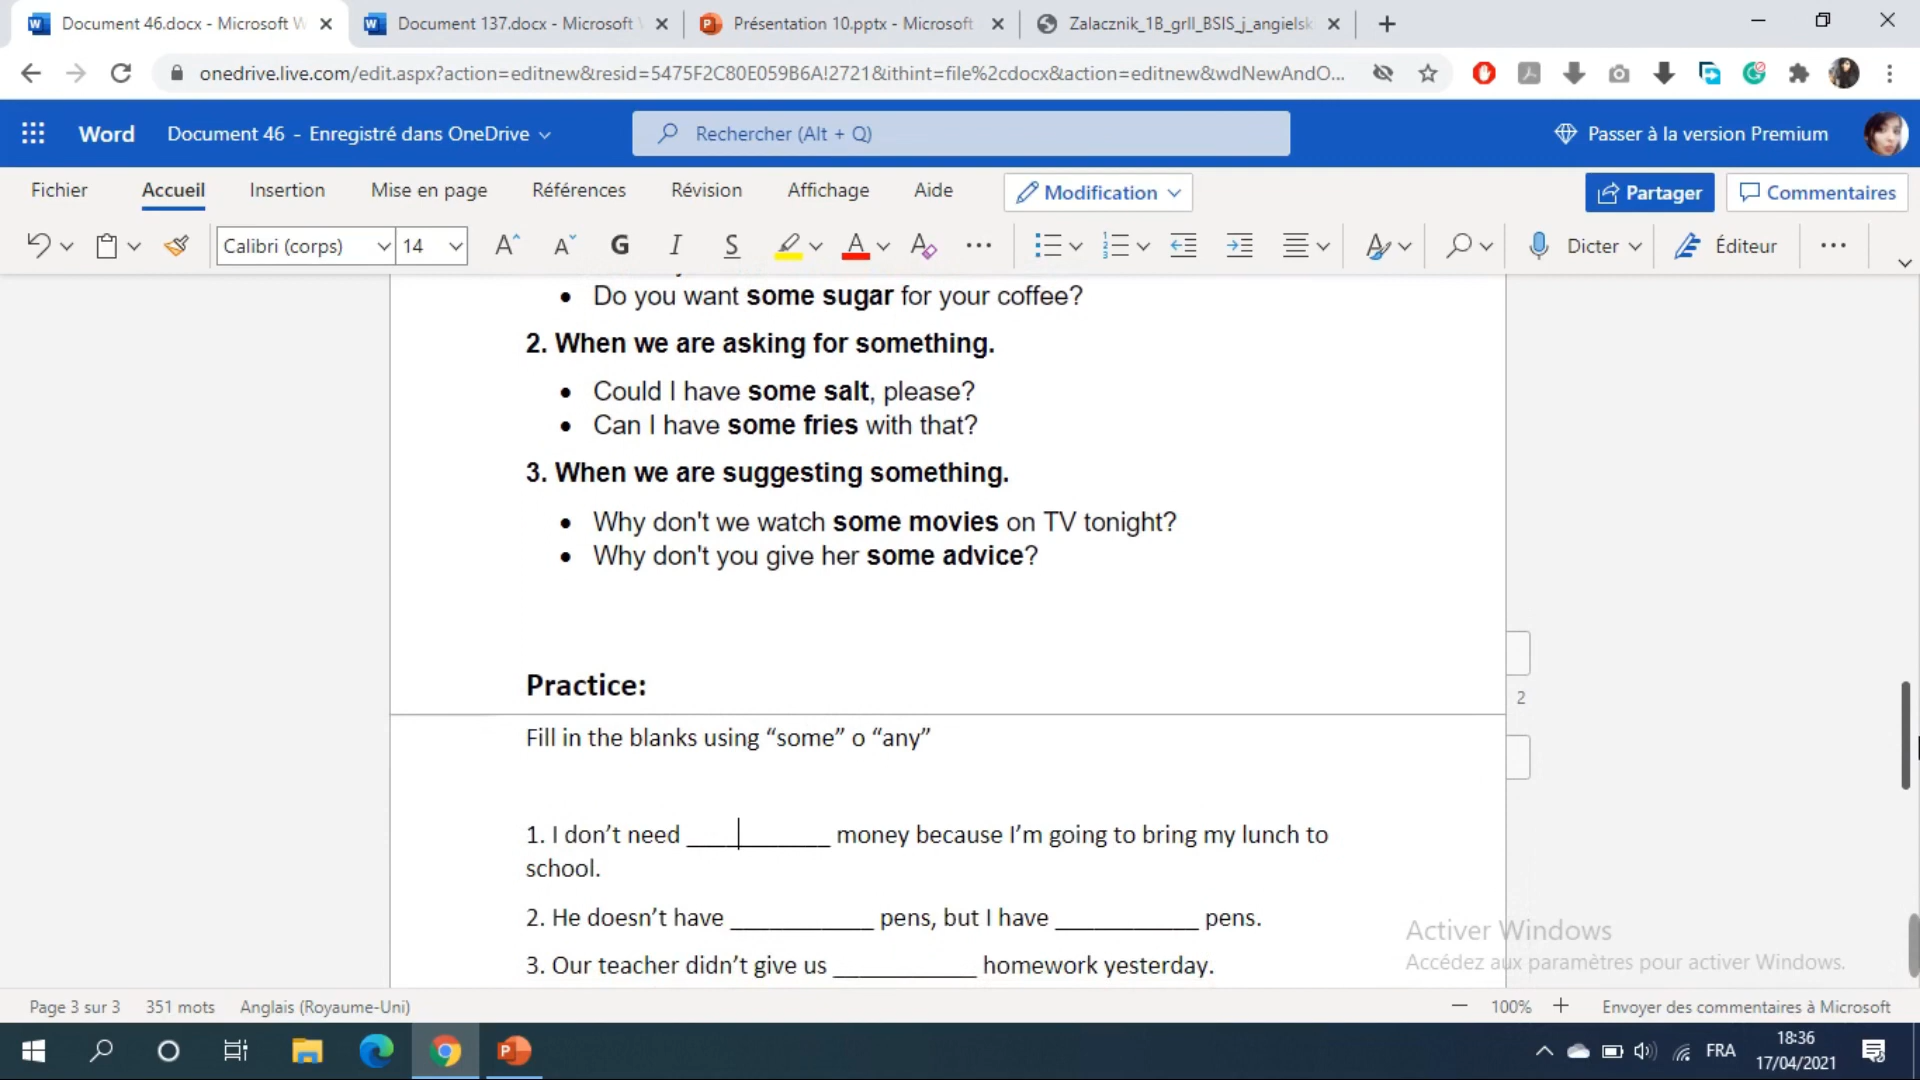 Document 46.docx - Microsoft W
Document 137.docx - Microsoft
Présentation 10.pptx - Microsoft
Zalacznik_1B_grII_BSIS_j_angielsk
onedrive.live.com/edit.aspx?action=editnew&resid=5475F2C80E059B6A!2721&ithint=file%2cdocx&action=editnew&wdNewAndO...
Word Document 46 - Enregistré dans OneDrive
Rechercher (Alt + Q)
Passer à la version Premium
Fichier Accueil Insertion Mise en page Références Révision Affichage Aide Modification Partager Commentaires
Calibri (corps) 14 A A G I S A ... Dicter Éditeur ...
• Do you want some sugar for your coffee?
2. When we are asking for something.
• Could I have some salt, please?
• Can I have some fries with that?
3. When we are suggesting something.
• Why don't we watch some movies on TV tonight?
• Why don't you give her some advice?
Practice:
2
Fill in the blanks using “some” o “any”
1. I don’t need ___________ money because I’m going to bring my lunch to
school.
2. He doesn’t have ___________ pens, but I have ___________ pens.
3. Our teacher didn’t give us ___________ homework yesterday.
Activer Windows
Accédez aux paramètres pour activer Windows.
Page 3 sur 3 351 mots Anglais (Royaume-Uni) 100% Envoyer des commentaires à Microsoft
FRA
18:36
17/04/2021